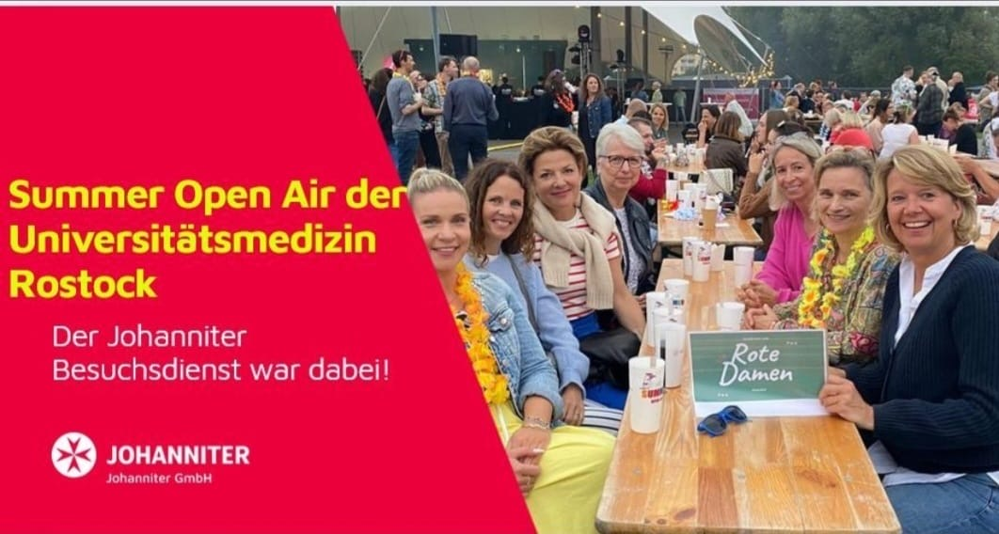 Summer Open Air der
Universitätsmedizin
Rostock
Der Johanniter
Besuchsdienst war dabei!
JOHANNITER
Johanniter GmbH
Rote
Damen